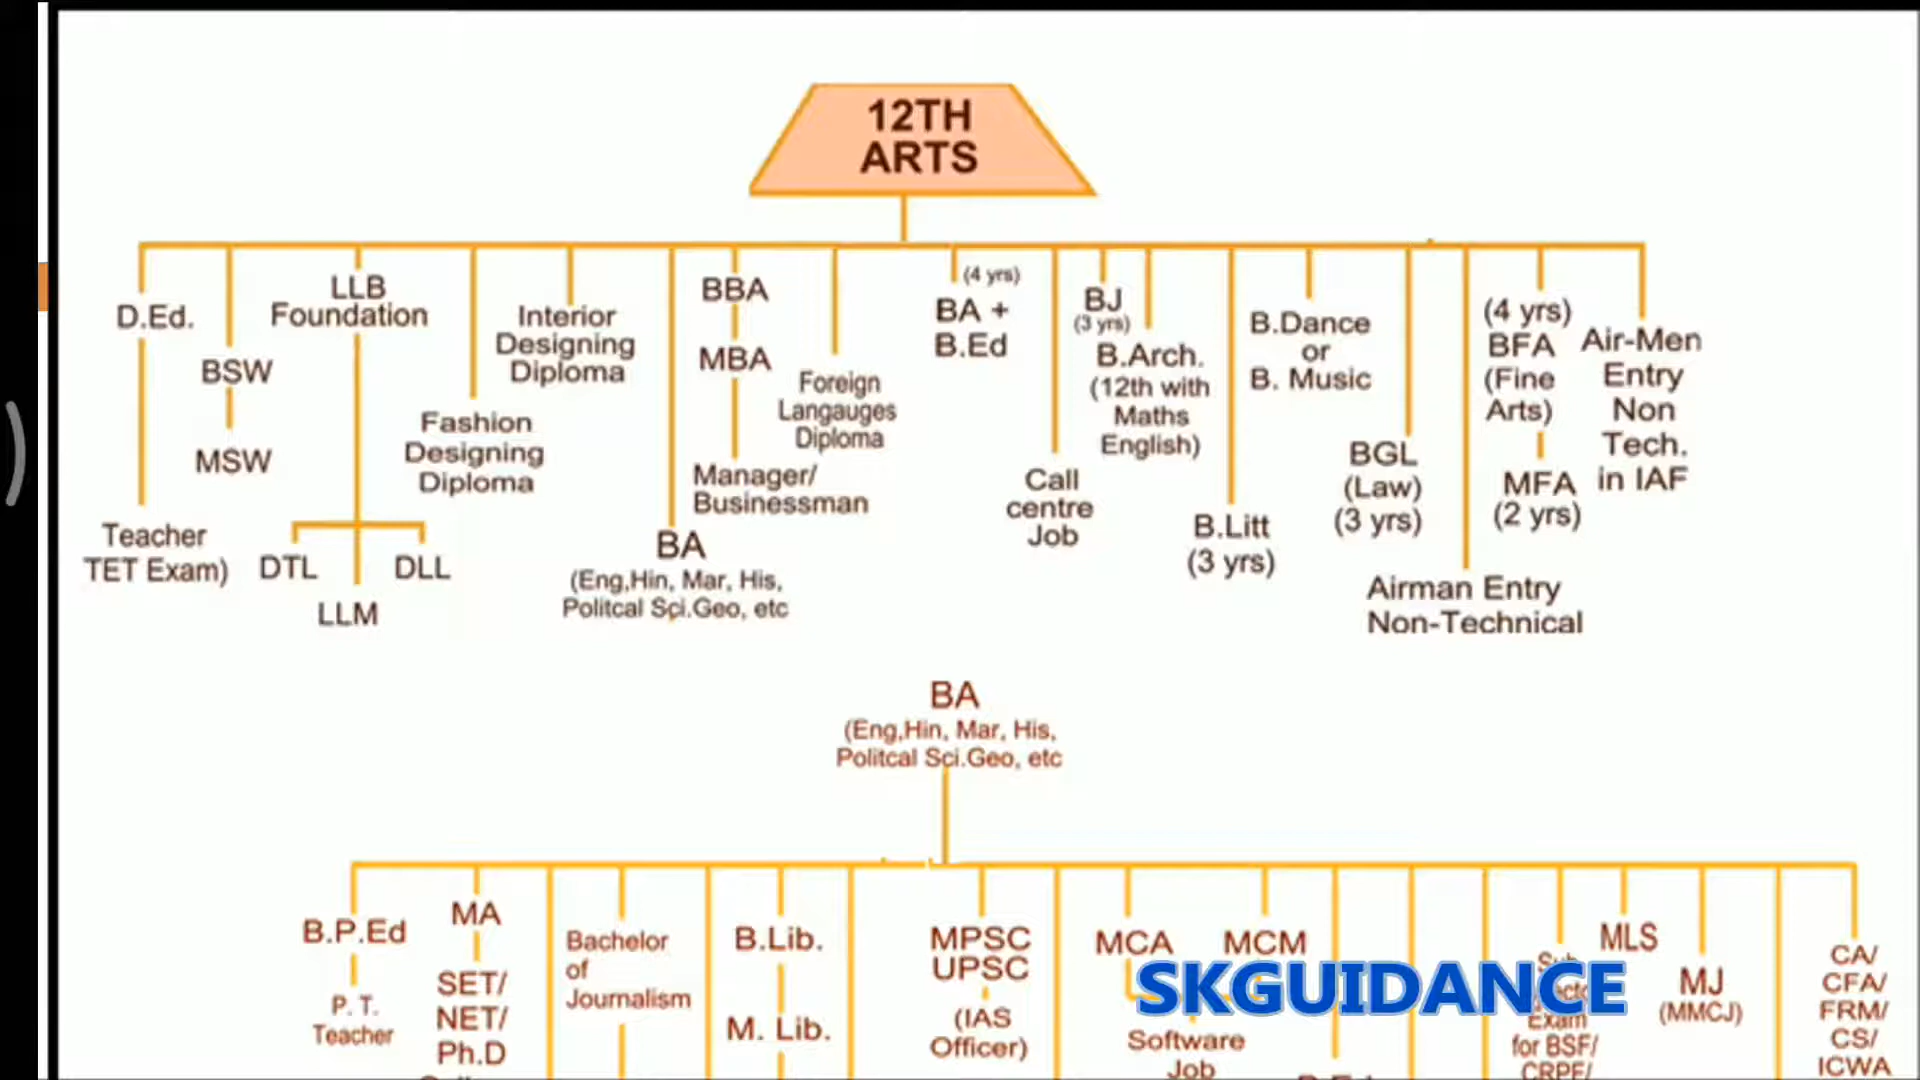 12TH
ARTS
D.Ed.
Teacher
TET Exam)
BSW
MSW
LLB
Foundation
DTL
DLL
LLM
Fashion
Designing
Diploma
Interior
Designing
Diploma
BA
(Eng,Hin, Mar, His,
Politcal Sci.Geo, etc
BBA
MBA
Manager/
Businessman
Foreign
Langauges
Diploma
(4 yrs)
BA +
B.Ed
Call
centre
Job
BJ
(3 yrs)
B.Arch.
(12th with
Maths
English)
B.Litt
(3 yrs)
B.Dance
or
B. Music
BGL
(Law)
(3 yrs)
Airman Entry
Non-Technical
(4 yrs)
BFA
(Fine
Arts)
MFA
(2 yrs)
Air-Men
Entry
Non
Tech.
in IAF
BA
(Eng,Hin, Mar, His,
Politcal Sci.Geo, etc
B.P.Ed
P. T.
Teacher
MA
SET/
NET/
Ph.D
Bachelor
of
Journalism
B.Lib.
M. Lib.
MPSC
UPSC
(IAS
Officer)
MCA
MCM
Software
Job
SKGUIDANCE
Exam
for BSF/
CRPF/
MLS
MJ
(MMCJ)
CA/
CFA/
FRM/
CS/
ICWA